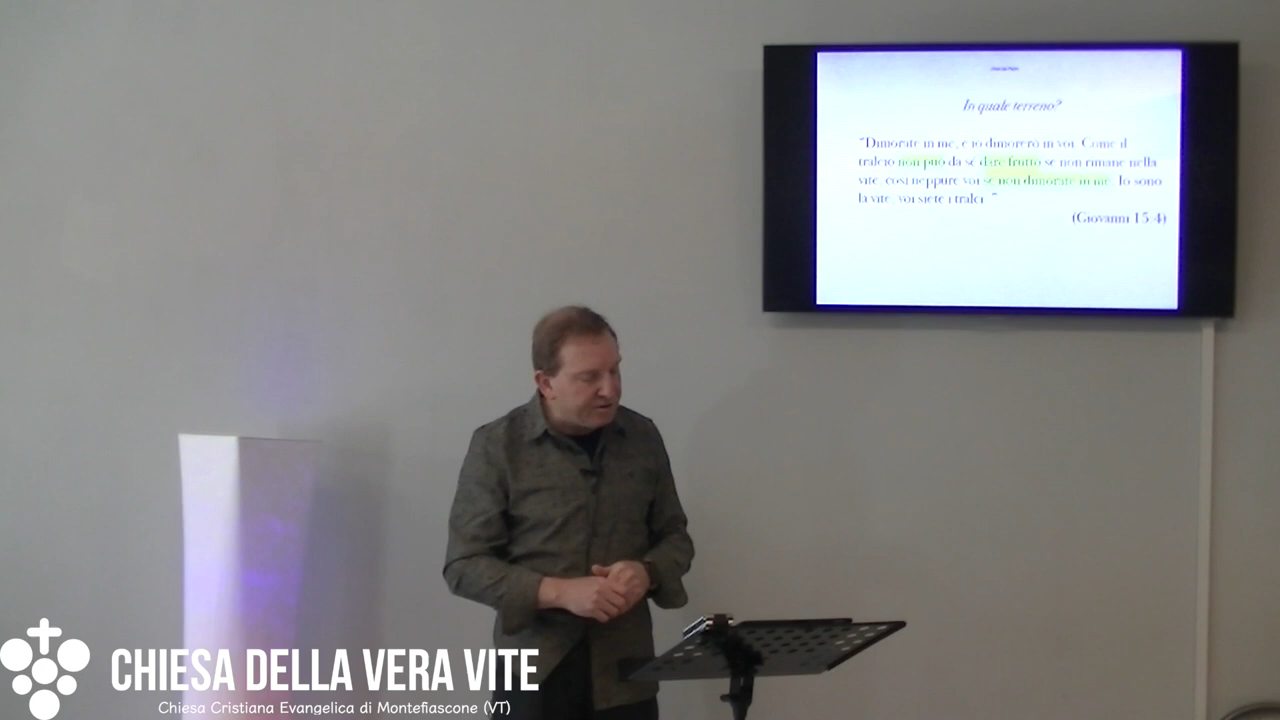 In quale terreno?
"Dimorate in me, e io dimorerò in voi. Come il
tralcio non può da sé dare frutto se non rimane nella
vite, così neppure voi se non dimorate in me. Io sono
la vite, voi siete i tralci."
(Giovanni 15:4)
CHIESA DELLA VERA VITE
Chiesa Cristiana Evangelica di Montefiascone (VT)